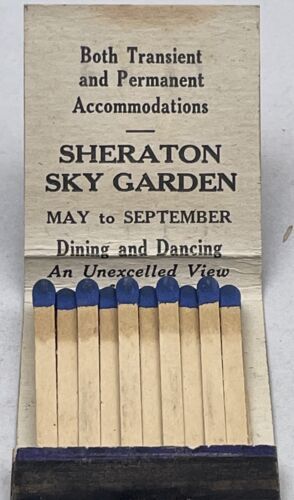 Both Transient
and Permanent
Accommodations
SHERATON
SKY GARDEN
MAY to SEPTEMBER
Dining and Dancing
An Unexcelled View